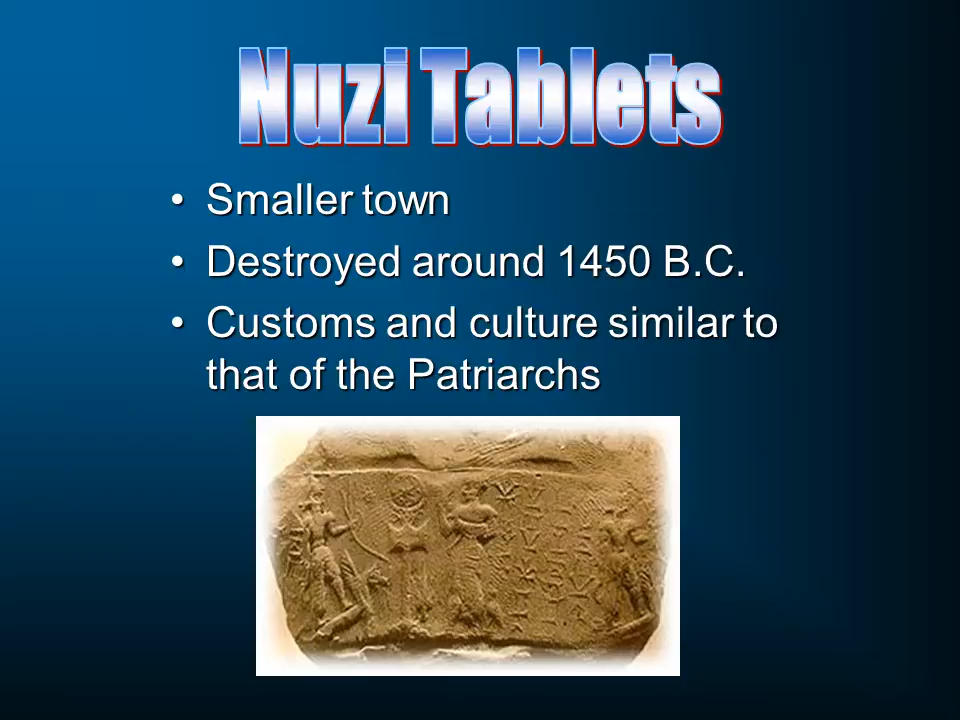 Nuzi Tablets
• Smaller town
• Destroyed around 1450 B.C.
• Customs and culture similar to
that of the Patriarchs